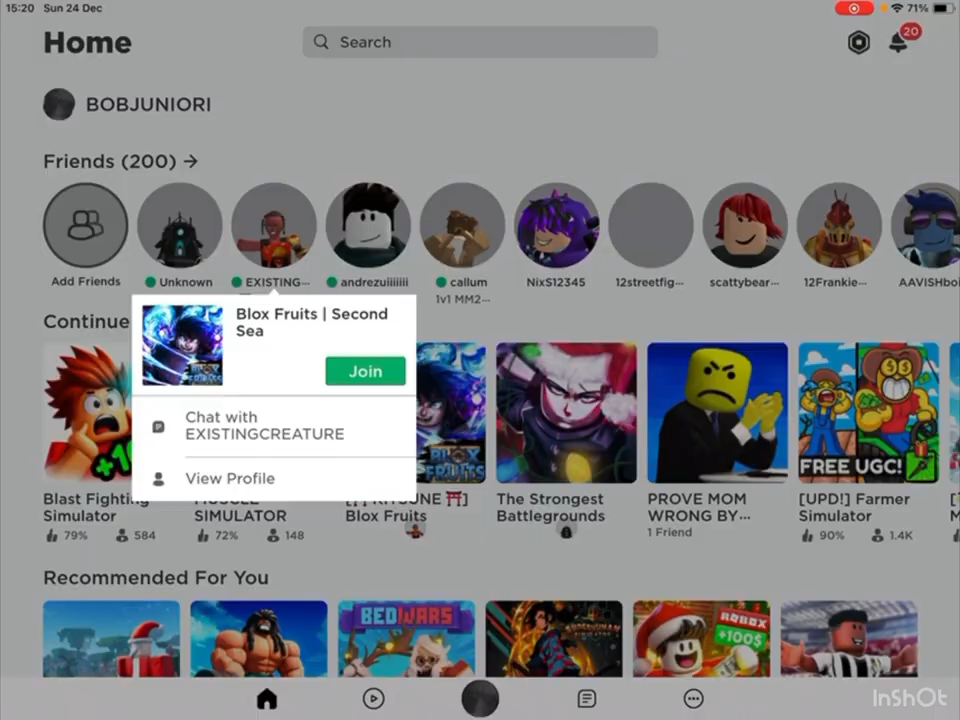 15:20 Sun 24 Dec
71%
Home
Search
20
BOBJUNIORI
Friends (200) →
Add Friends
Unknown
EXISTING...
andrezuiiiiiii
callum
1v1 MM2...
NixS12345
12streetfig...
scattybear...
12Frankie...
AAVISHboi
Continue
Blox Fruits | Second
Sea
Join
Chat with
EXISTINGCREATURE
View Profile
+1
BLOX
FRUITS
FREE UGC!
Blast Fighting
Simulator
79% 584
MUSCLE
SIMULATOR
72% 148
Blox Fruits
The Strongest
Battlegrounds
PROVE MOM
WRONG BY...
1 Friend
[UPD!] Farmer
Simulator
90% 1.4K
Recommended For You
BEDWARS
ROBUX
+100$
InShOt